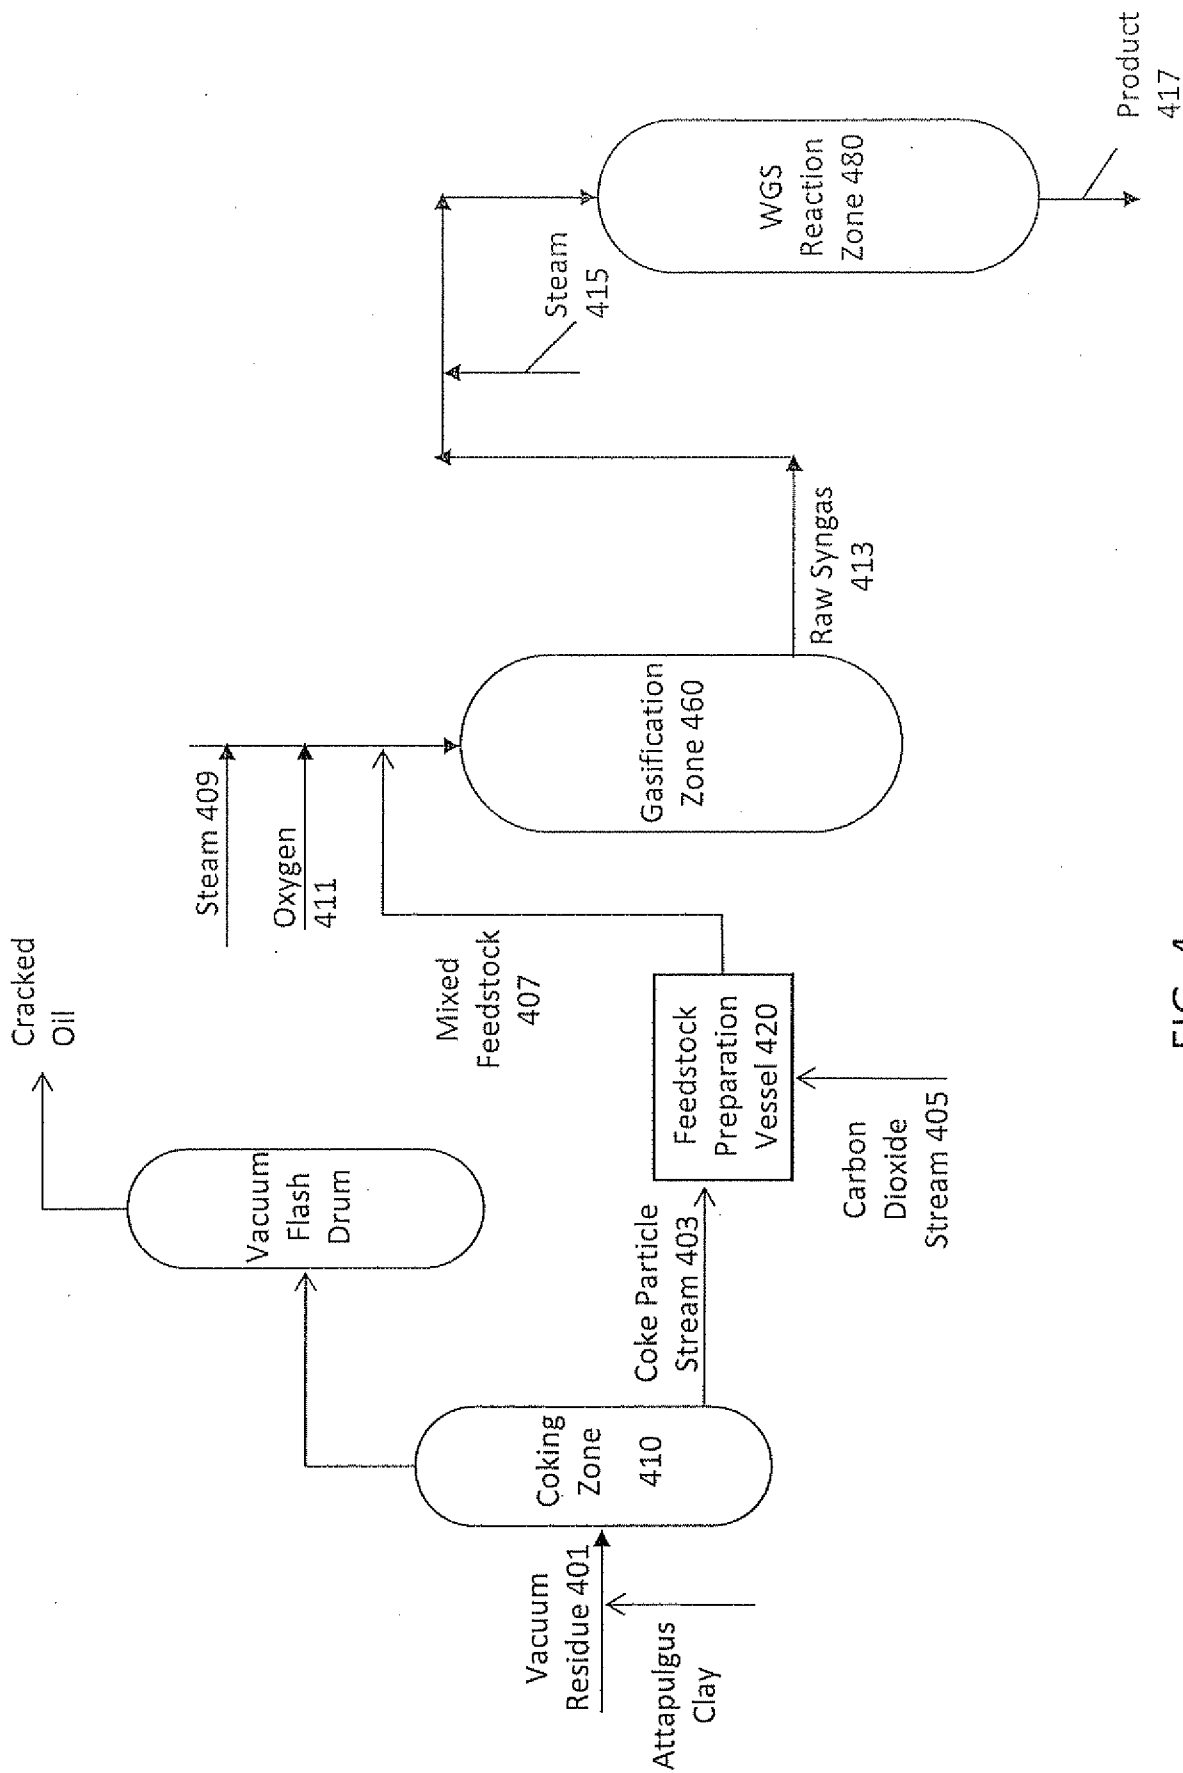 Cracked
Oil
Vacuum
Flash
Drum
Vacuum
Residue 401
Attapulgus
Clay
Coking
Zone
410
Coke Particle
Stream 403
Feedstock
Preparation
Vessel 420
Carbon
Dioxide
Stream 405
Mixed
Feedstock
407
Steam 409
Oxygen
411
Gasification
Zone 460
Raw Syngas
413
Steam
415
WGS
Reaction
Zone 480
Product
417